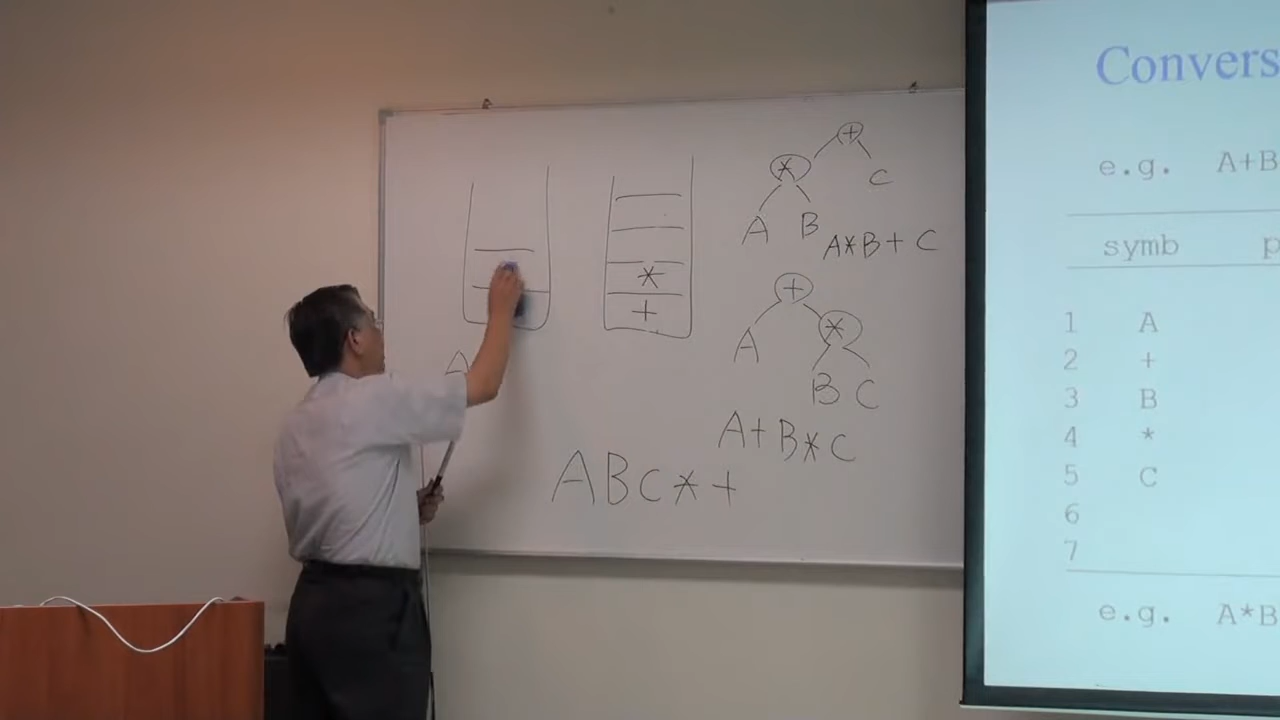 +
*
C
A
B
A*B+C
*
+
+
A
*
B C
A+B*C
A
ABC*+
Convers
e.g. A+B
symb p
1 A
2 +
3 B
4 *
5 C
6
7
e.g. A*B